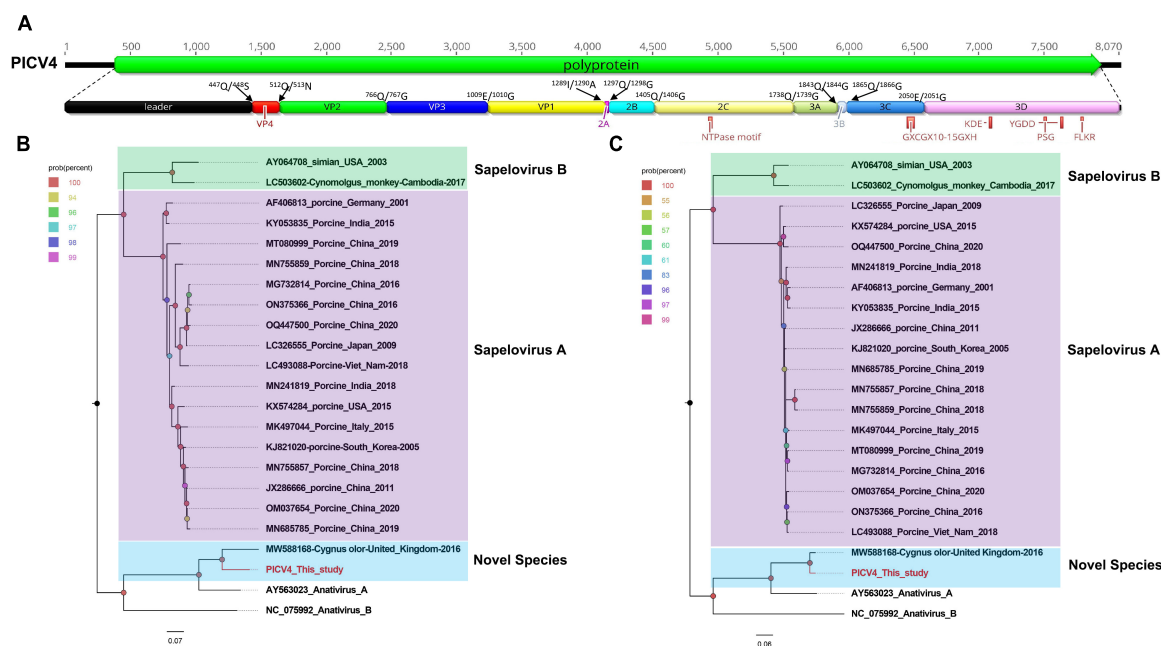 A
1 500 1,000 1,500 2,000 2,500 3,000 3,500 4,000 4,500 5,000 5,500 6,000 6,500 7,000 7,500 8,070
PICV4
polyprotein
447Q/448S 512Q/513N 766Q/767G 1009E/1010G 1289I/1290A 1297Q/1298G 1405Q/1406G 1738Q/1739G 1843Q/1844G 1865Q/1866G 2050E/2051G
leader VP2 VP3 VP1 2B 2C 3A 3C 3D
VP4 2A NTPase motif 3B GXCGX10-15GXH KDE YGDD PSG FLKR
B
prob(percent)
100
94
96
97
98
99
AY064708_simian_USA_2003
LC503602-Cynomolgus_monkey-Cambodia-2017
AF406813_porcine_Germany_2001
KY053835_Porcine_India_2015
MT080999_Porcine_China_2019
MN755859_Porcine_China_2018
MG732814_Porcine_China_2016
ON375366_Porcine_China_2016
OQ447500_Porcine_China_2020
LC326555_Porcine_Japan_2009
LC493088-Porcine-Viet_Nam-2018
MN241819_Porcine_India_2018
KX574284_porcine_USA_2015
MK497044_Porcine_Italy_2015
KJ821020-porcine-South_Korea-2005
MN755857_Porcine_China_2018
JX286666_porcine_China_2011
OM037654_Porcine_China_2020
MN685785_Porcine_China_2019
MW588168-Cygnus olor-United_Kingdom-2016
PICV4_This_study
AY563023_Anativirus_A
NC_075992_Anativirus_B
Sapelovirus B
Sapelovirus A
Novel Species
0.07
C
prob(percent)
100
55
56
57
60
61
83
96
97
99
AY064708_simian_USA_2003
LC503602_Cynomolgus_monkey_Cambodia_2017
LC326555_Porcine_Japan_2009
KX574284_porcine_USA_2015
OQ447500_Porcine_China_2020
MN241819_Porcine_India_2018
AF406813_porcine_Germany_2001
KY053835_Porcine_India_2015
JX286666_porcine_China_2011
KJ821020_porcine_South_Korea_2005
MN685785_Porcine_China_2019
MN755857_Porcine_China_2018
MN755859_Porcine_China_2018
MK497044_Porcine_Italy_2015
MT080999_Porcine_China_2019
MG732814_Porcine_China_2016
OM037654_Porcine_China_2020
ON375366_Porcine_China_2016
LC493088_Porcine_Viet_Nam_2018
MW588168-Cygnus olor-United Kingdom-2016
PICV4_This_study
AY563023_Anativirus_A
NC_075992_Anativirus_B
Sapelovirus B
Sapelovirus A
Novel Species
0.06